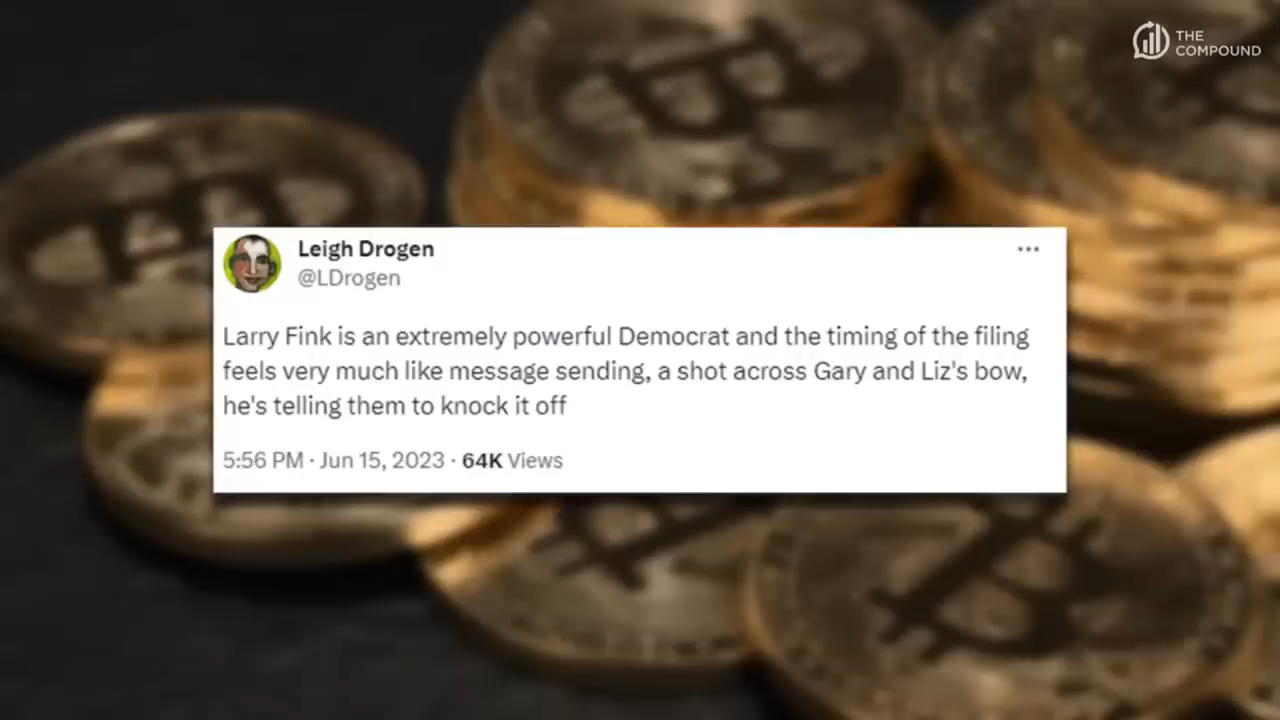 THE
COMPOUND
Leigh Drogen
@LDrogen
Larry Fink is an extremely powerful Democrat and the timing of the filing
feels very much like message sending, a shot across Gary and Liz's bow,
he's telling them to knock it off
5:56 PM · Jun 15, 2023 · 64K Views